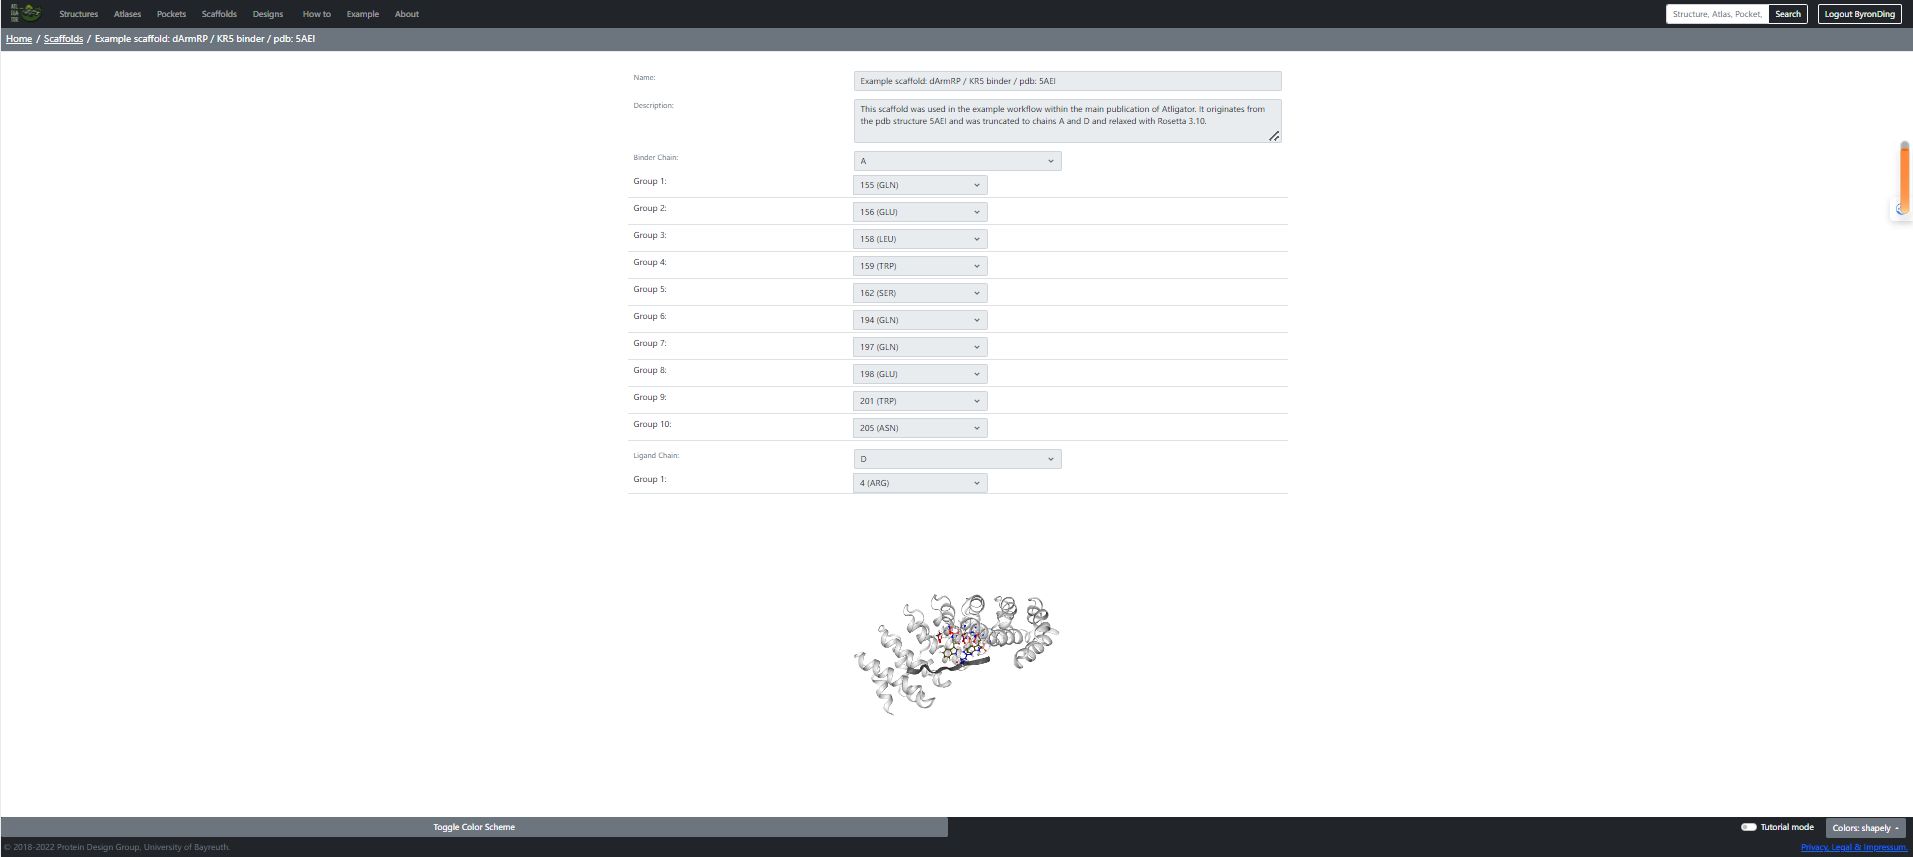 ATL
IGA
TOR
Structures Atlases Pockets Scaffolds Designs How to Example About
Structure, Atlas, Pocket, Search Logout ByronDing
Home / Scaffolds / Example scaffold: dArmRP / KR5 binder / pdb: 5AEI
Name: Example scaffold: dArmRP / KR5 binder / pdb: 5AEI
Description: This scaffold was used in the example workflow within the main publication of Atligator. It originates from
the pdb structure 5AEI and was truncated to chains A and D and relaxed with Rosetta 3.10.
Binder Chain: A
Group 1: 155 (GLN)
Group 2: 156 (GLU)
Group 3: 158 (LEU)
Group 4: 159 (TRP)
Group 5: 162 (SER)
Group 6: 194 (GLN)
Group 7: 197 (GLN)
Group 8: 198 (GLU)
Group 9: 201 (TRP)
Group 10: 205 (ASN)
Ligand Chain: D
Group 1: 4 (ARG)
Toggle Color Scheme Tutorial mode Colors: shapely
© 2018-2022 Protein Design Group, University of Bayreuth. Privacy, Legal & Impressum.